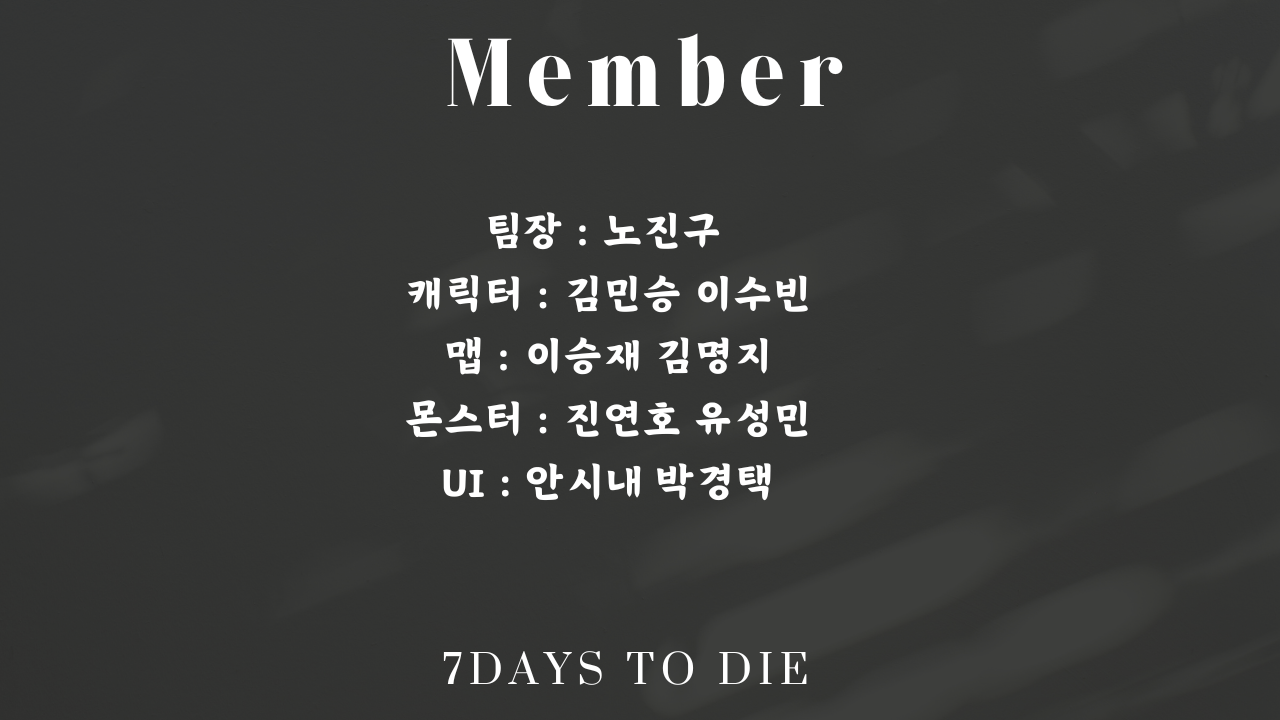 Member
팀장 : 노진구
캐릭터 : 김민승 이수빈
맵 : 이승재 김명지
몬스터 : 진연호 유성민
UI : 안시내 박경택
7DAYS TO DIE